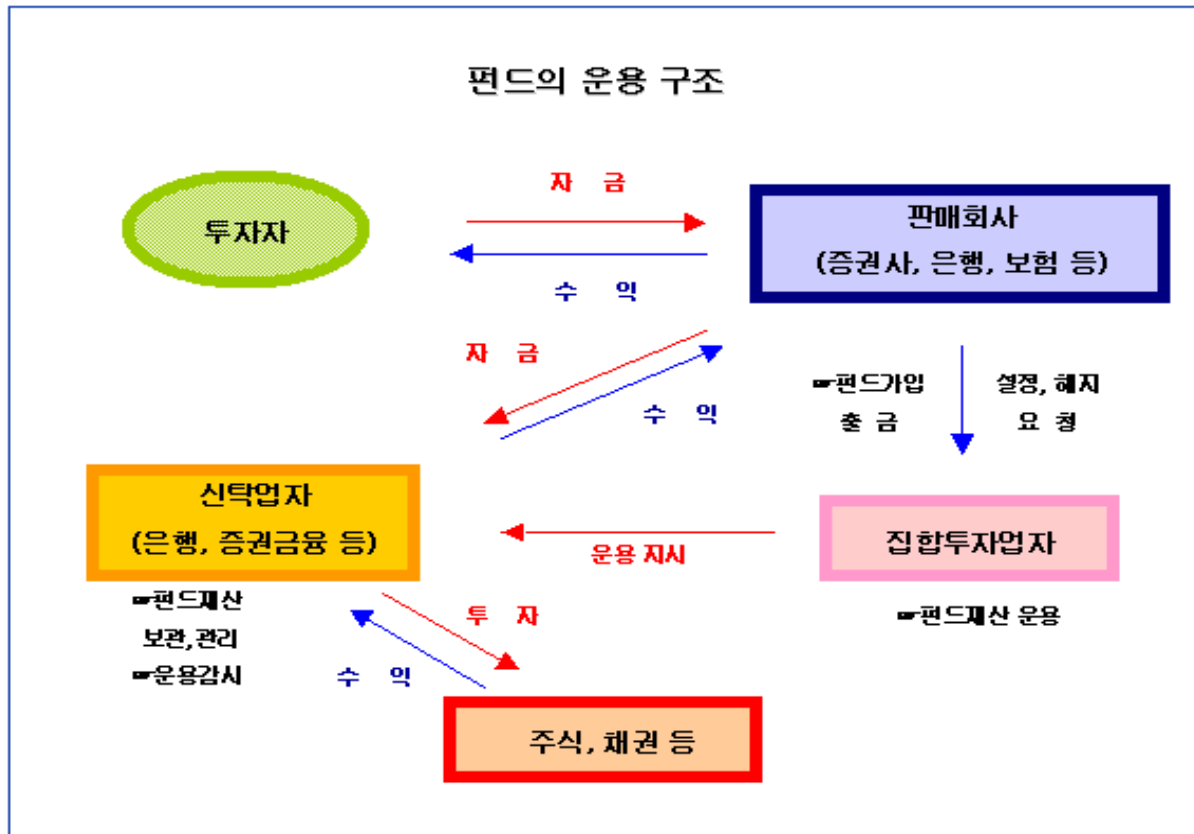 펀드의 운용 구조
자 금
투자자
판매회사
(증권사, 은행, 보험 등)
수 익
자 금
수 익
☞펀드가입
출 금
설정, 해지
요 청
신탁업자
(은행, 증권금융 등)
운용 지시
집합투자업자
☞펀드재산
보관,관리
☞운용감시
투 자
수 익
☞펀드재산 운용
주식, 채권 등